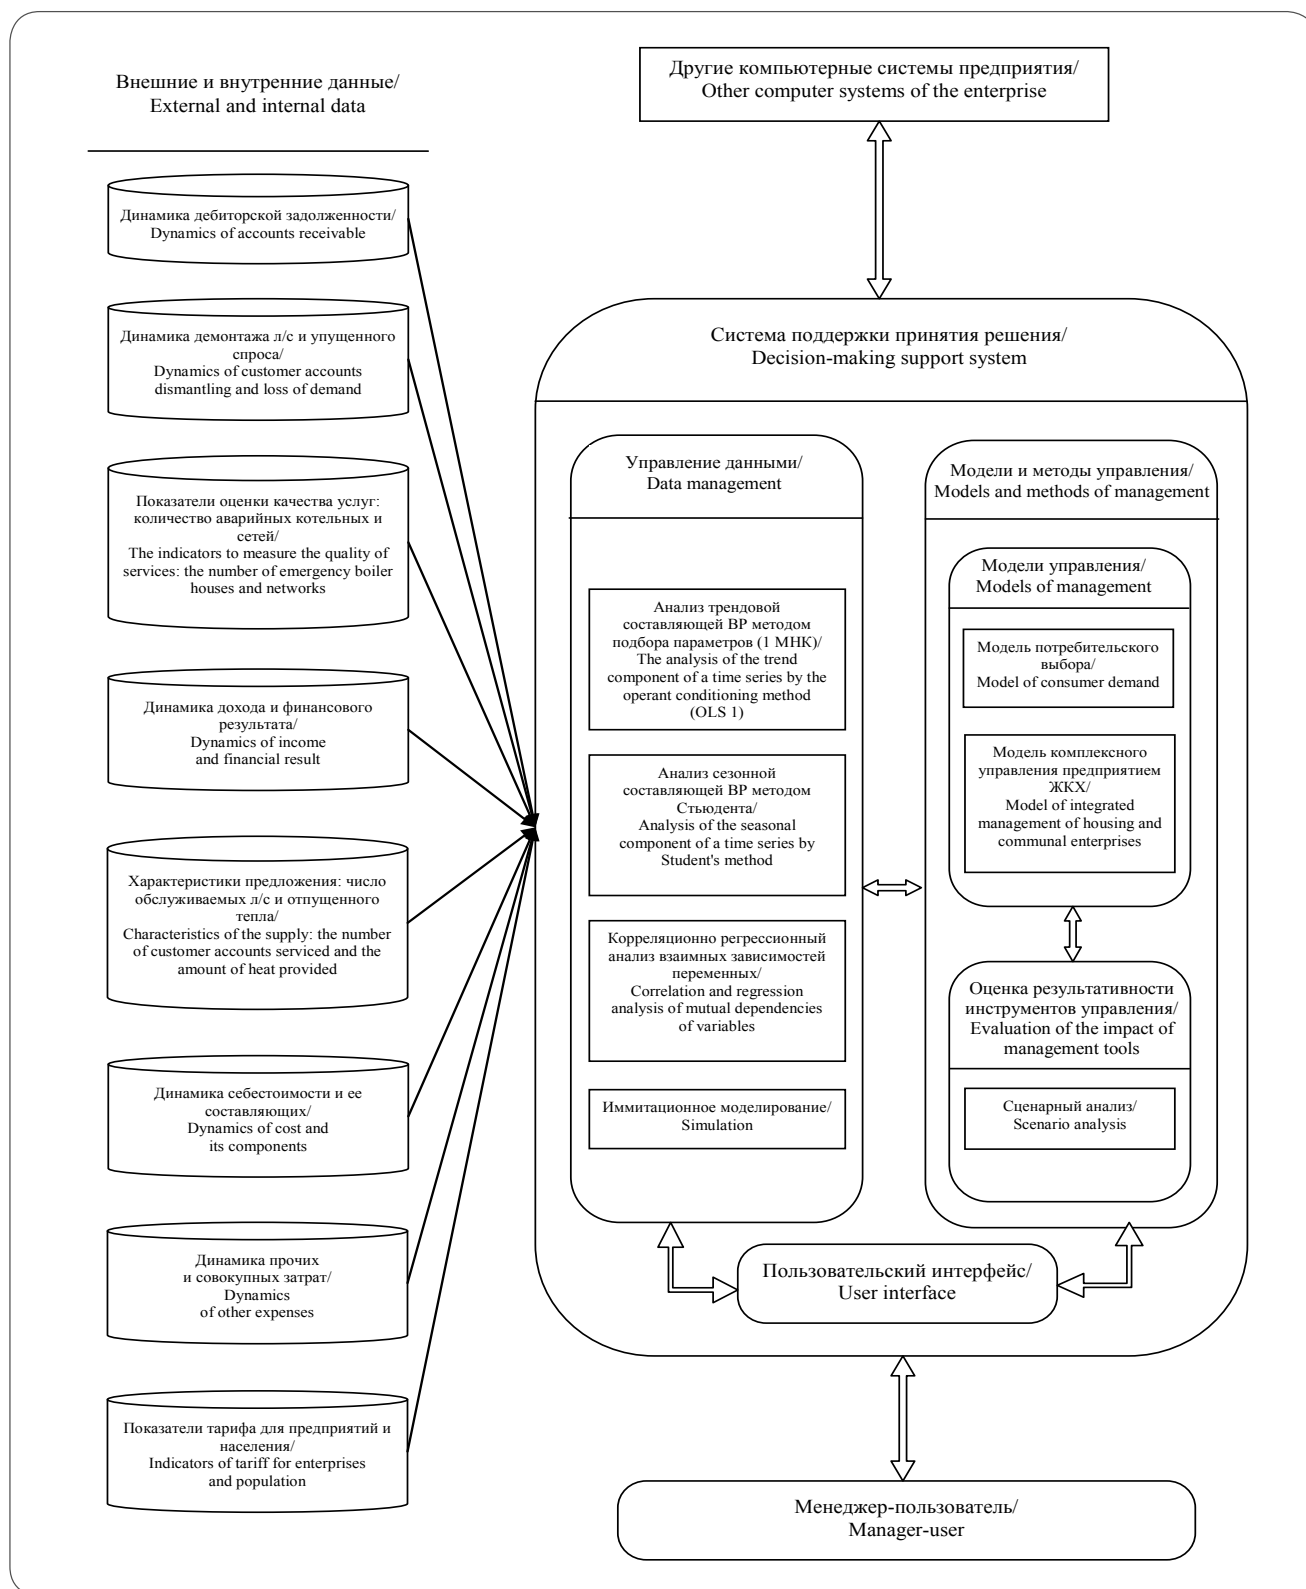 Внешние и внутренние данные/
External and internal data
Динамика дебиторской задолженности/
Dynamics of accounts receivable
Динамика демонтажа л/с и упущенного
спроса/
Dynamics of customer accounts
dismantling and loss of demand
Показатели оценки качества услуг:
количество аварийных котельных и
сетей/
The indicators to measure the quality of
services: the number of emergency boiler
houses and networks
Динамика дохода и финансового
результата/
Dynamics of income
and financial result
Характеристики предложения: число
обслуживаемых л/с и отпущенного
тепла/
Characteristics of the supply: the number
of customer accounts serviced and the
amount of heat provided
Динамика себестоимости и ее
составляющих/
Dynamics of cost and
its components
Динамика прочих
и совокупных затрат/
Dynamics
of other expenses
Показатели тарифа для предприятий и
населения/
Indicators of tariff for enterprises
and population
Другие компьютерные системы предприятия/
Other computer systems of the enterprise
Система поддержки принятия решения/
Decision-making support system
Управление данными/
Data management
Анализ трендовой
составляющей ВР методом
подбора параметров (1 МНК)/
The analysis of the trend
component of a time series by the
operant conditioning method
(OLS 1)
Анализ сезонной
составляющей ВР методом
Стьюдента/
Analysis of the seasonal
component of a time series by
Student's method
Корреляционно регрессионный
анализ взаимных зависимостей
переменных/
Correlation and regression
analysis of mutual dependencies
of variables
Иммитационное моделирование/
Simulation
Модели и методы управления/
Models and methods of management
Модели управления/
Models of management
Модель потребительского
выбора/
Model of consumer demand
Модель комплексного
управления предприятием
ЖКХ/
Model of integrated
management of housing and
communal enterprises
Оценка результативности
инструментов управления/
Evaluation of the impact of
management tools
Сценарный анализ/
Scenario analysis
Пользовательский интерфейс/
User interface
Менеджер-пользователь/
Manager-user